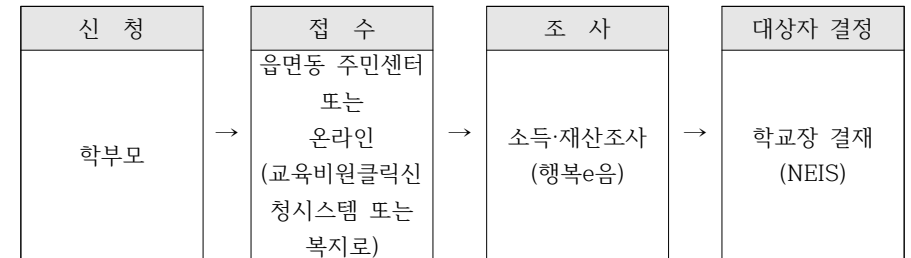 신 청
접 수
조 사
대상자 결정
학부모
→
읍면동 주민센터
또는
온라인
(교육비원클릭신
청시스템 또는
복지로)
→
소득·재산조사
(행복e음)
→
학교장 결재
(NEIS)